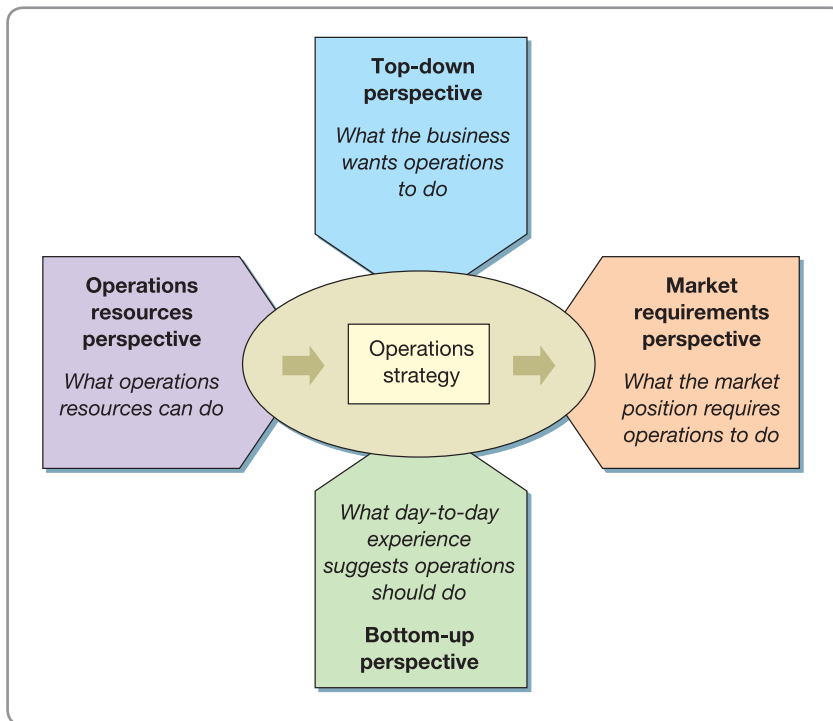 Top-down
perspective
What the business
wants operations
to do
Operations
resources
perspective
What operations
resources can do
Operations
strategy
Market
requirements
perspective
What the market
position requires
operations to do
What day-to-day
experience
suggests operations
should do
Bottom-up
perspective